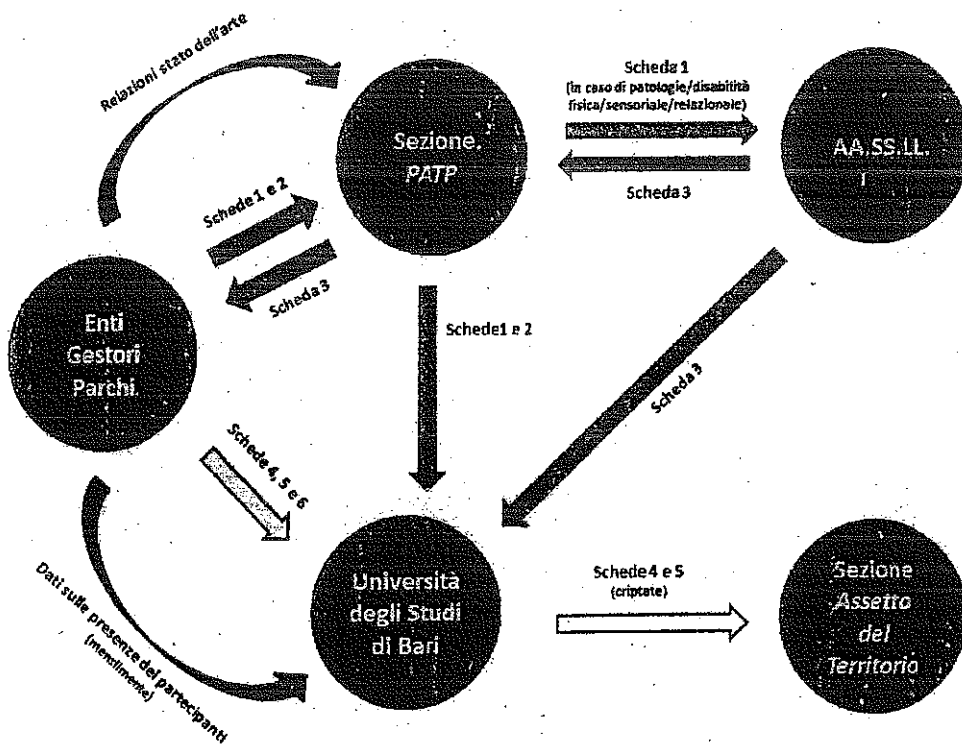 Relazioni stato dell'arte
Sezione.
PATP
Scheda 1
(in caso di patologie/disabilità
fisica/sensoriale/relazionale)
Scheda 3
AA.SS.LL.
Schede 1 e 2
Scheda 3
Enti
Gestori
Parchi.
Schede1 e 2
Scheda 3
Schede 4, 5 e 6
Dati sulle presenze dei partecipanti
(mensilmente)
Università
degli Studi
di Bari
Schede 4 e 5
(criptate)
Sezione
Assetto
del
Territorio